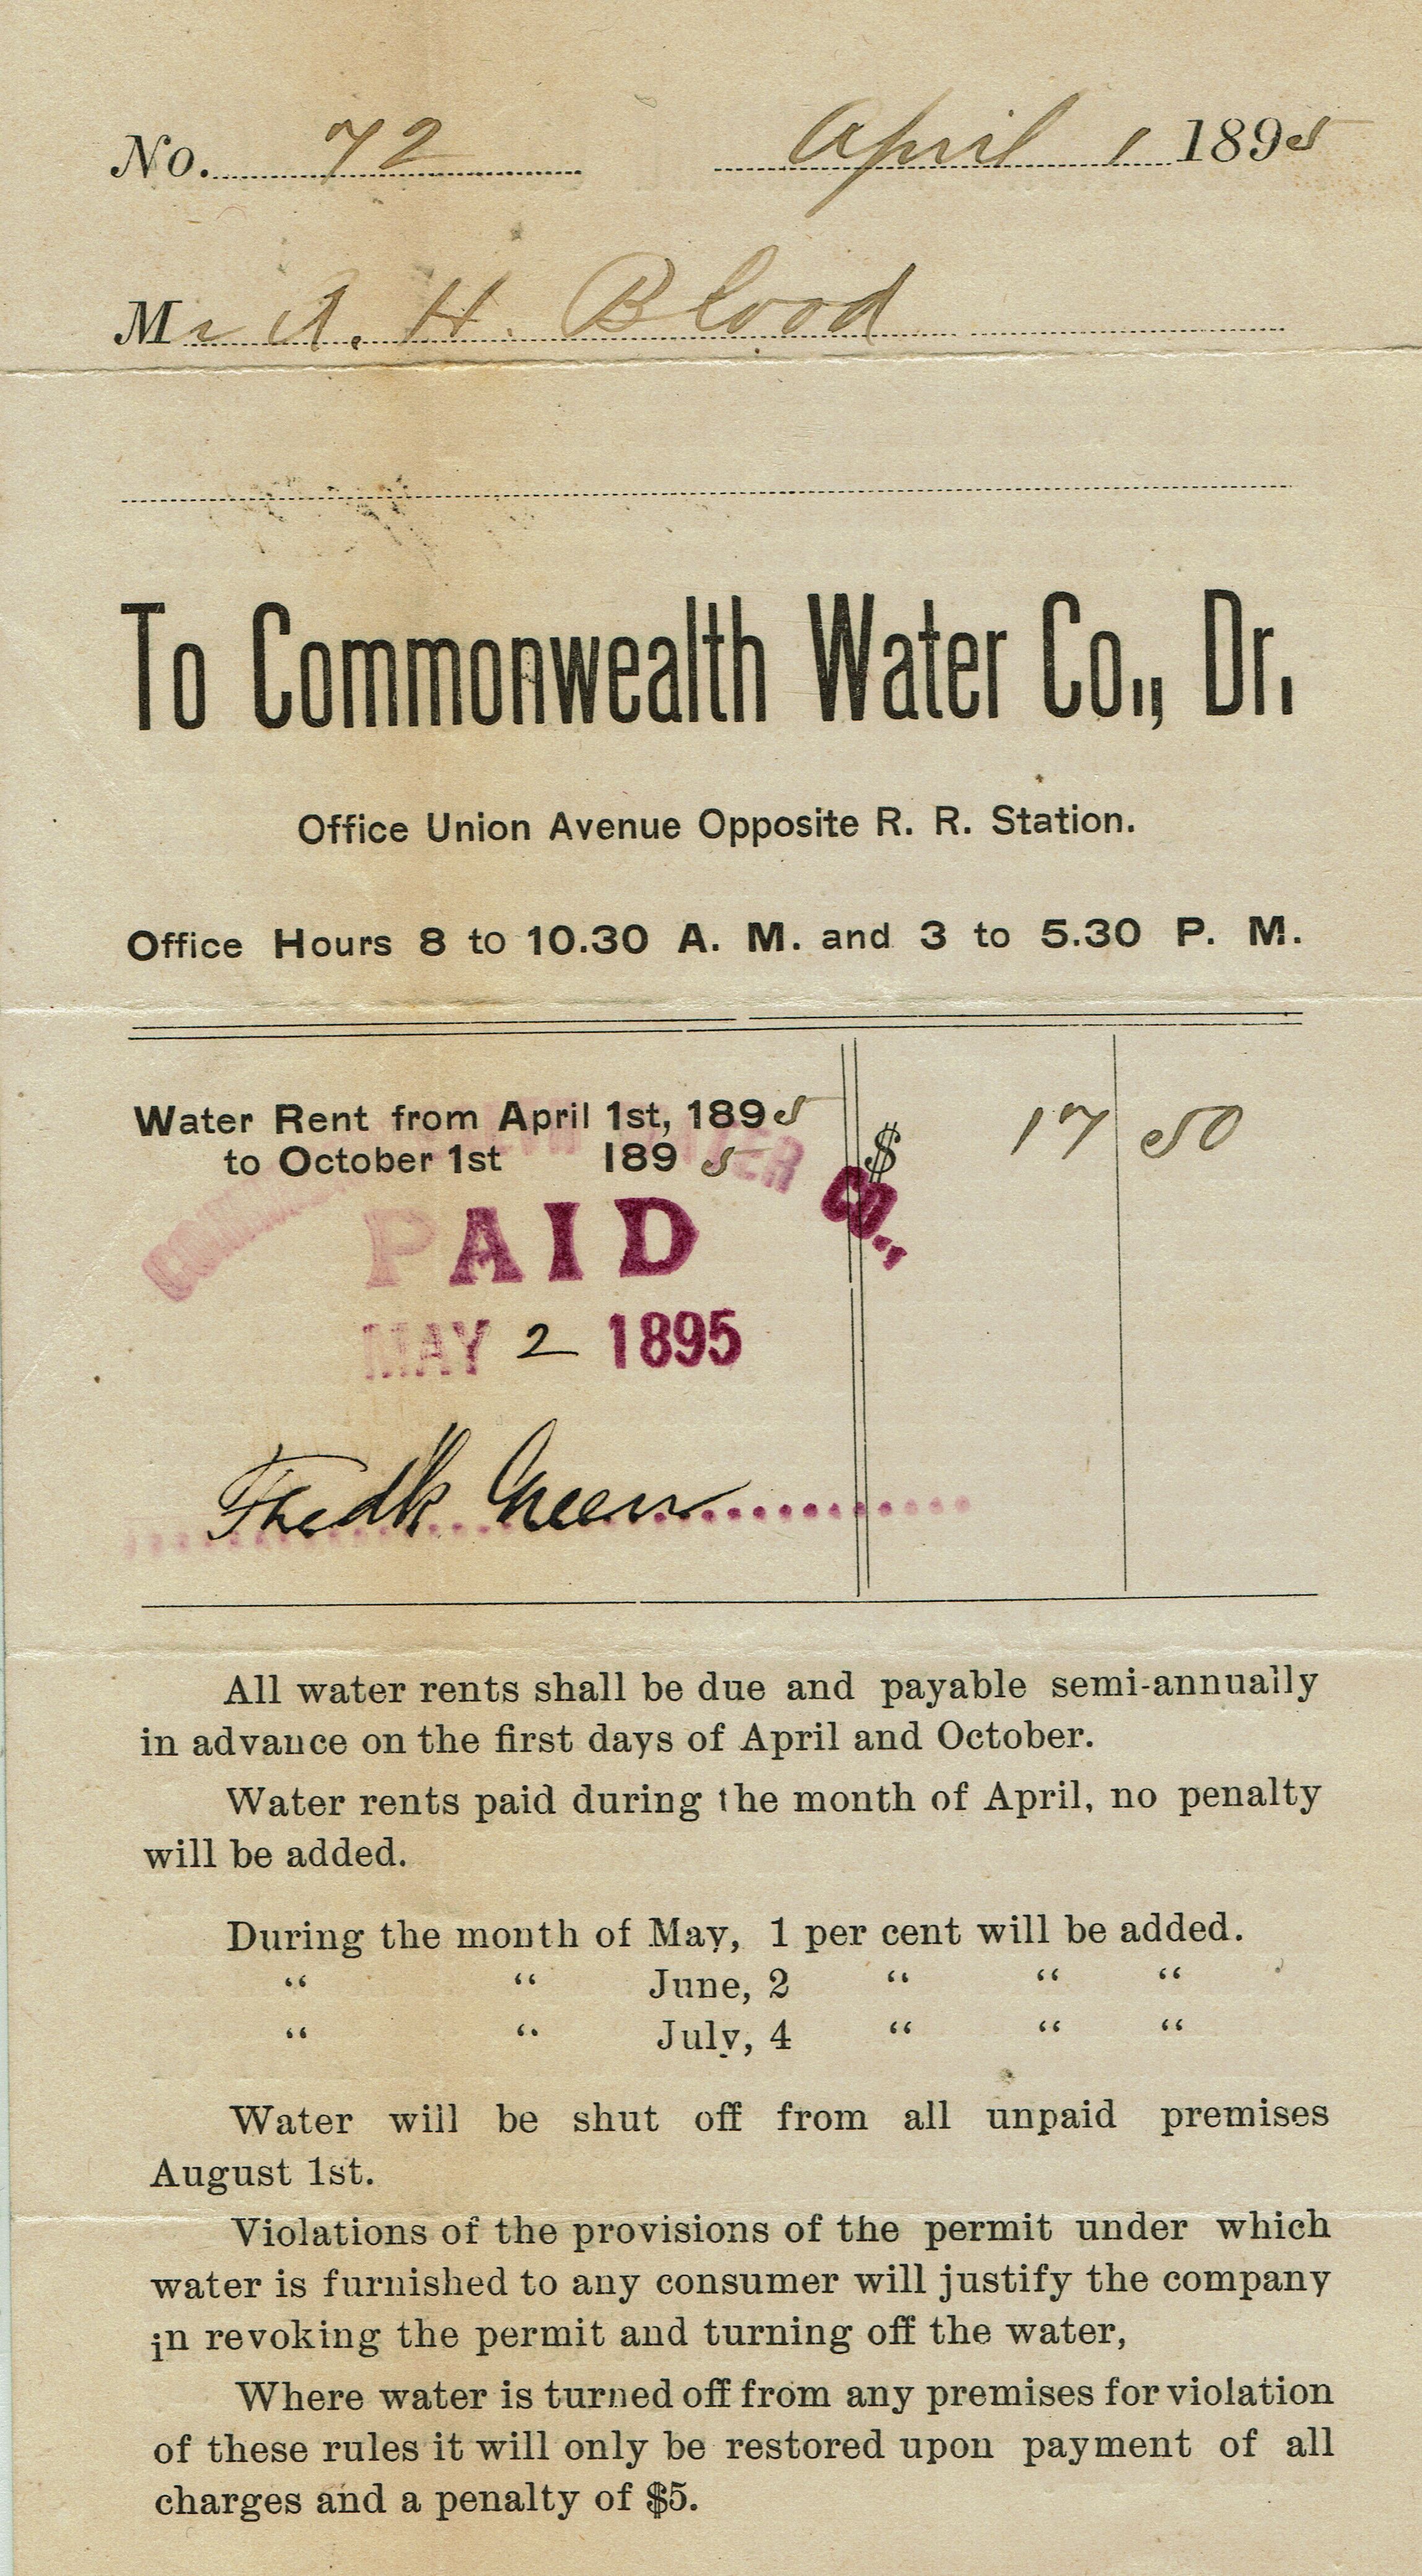 No. 72 April 1 1895
Mr A. H. Blood
To Commonwealth Water Co., Dr.
Office Union Avenue Opposite R. R. Station.
Office Hours 8 to 10.30 A. M. and 3 to 5.30 P. M.
Water Rent from April 1st, 1895
to October 1st 1895 $ 17 50
COMMONWEALTH WATER CO.,
PAID
MAY 2 1895
Fredk Green
All water rents shall be due and payable semi-annually
in advance on the first days of April and October.
Water rents paid during the month of April, no penalty
will be added.
During the month of May, 1 per cent will be added.
“ “ June, 2 “ “ “
“ “ July, 4 “ “ “
Water will be shut off from all unpaid premises
August 1st.
Violations of the provisions of the permit under which
water is furnished to any consumer will justify the company
in revoking the permit and turning off the water,
Where water is turned off from any premises for violation
of these rules it will only be restored upon payment of all
charges and a penalty of $5.